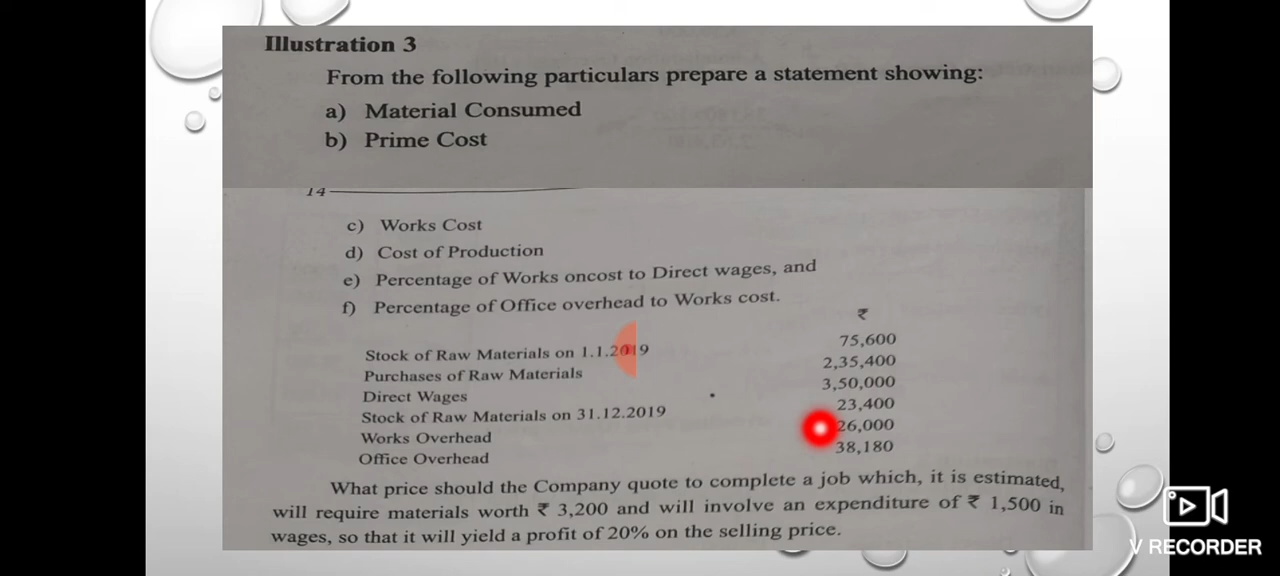 Illustration 3
From the following particulars prepare a statement showing:
a) Material Consumed
b) Prime Cost
14
c) Works Cost
d) Cost of Production
e) Percentage of Works oncost to Direct wages, and
f) Percentage of Office overhead to Works cost.
₹
Stock of Raw Materials on 1.1.2019 75,600
Purchases of Raw Materials 2,35,400
Direct Wages 3,50,000
Stock of Raw Materials on 31.12.2019 23,400
Works Overhead 26,000
Office Overhead 38,180
What price should the Company quote to complete a job which, it is estimated,
will require materials worth ₹ 3,200 and will involve an expenditure of ₹ 1,500 in
wages, so that it will yield a profit of 20% on the selling price.
V RECORDER